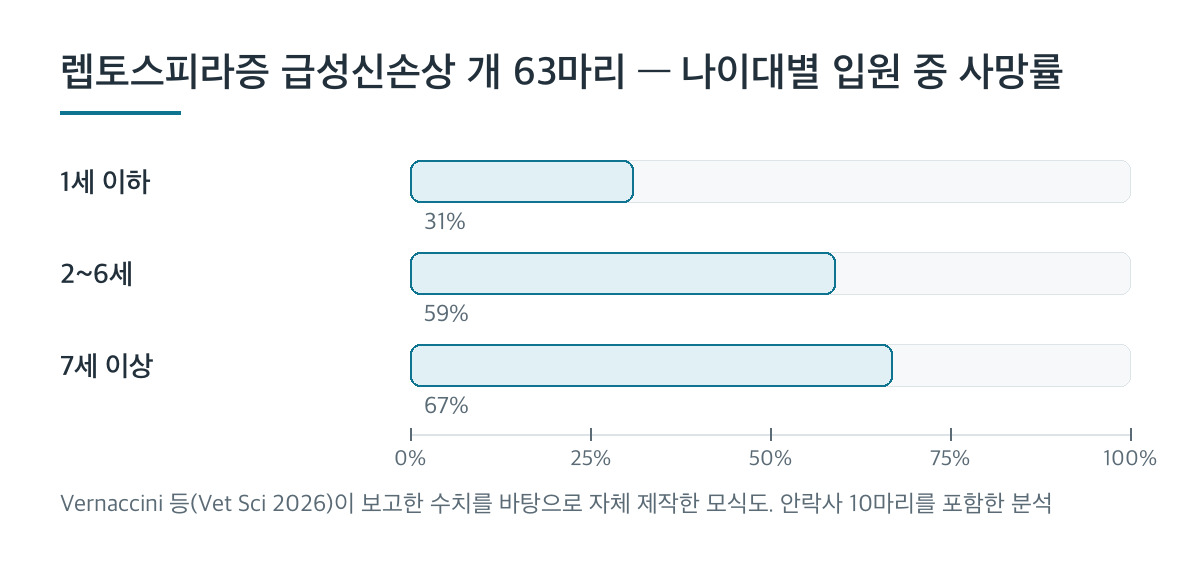 렙토스피라증 급성신손상 개 63마리 — 나이대별 입원 중 사망률
1세 이하
31%
2~6세
59%
7세 이상
67%
0% 25% 50% 75% 100%
Vernaccini 등(Vet Sci 2026)이 보고한 수치를 바탕으로 자체 제작한 모식도. 안락사 10마리를 포함한 분석